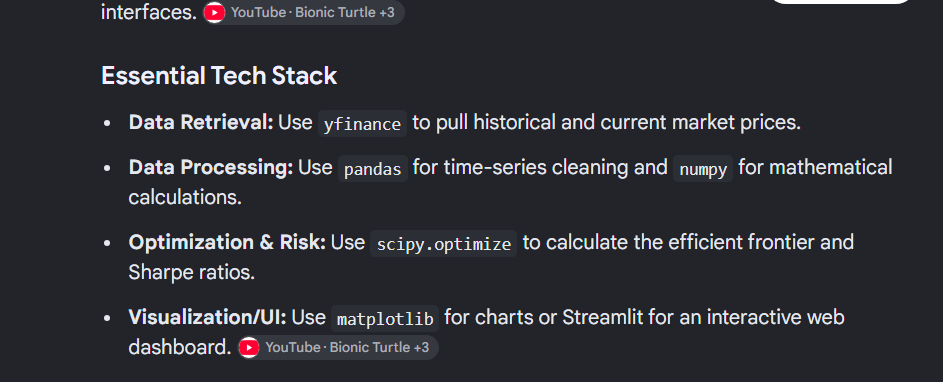 interfaces. YouTube · Bionic Turtle +3
Essential Tech Stack
• Data Retrieval: Use yfinance to pull historical and current market prices.
• Data Processing: Use pandas for time-series cleaning and numpy for mathematical
calculations.
• Optimization & Risk: Use scipy.optimize to calculate the efficient frontier and
Sharpe ratios.
• Visualization/UI: Use matplotlib for charts or Streamlit for an interactive web
dashboard. YouTube · Bionic Turtle +3